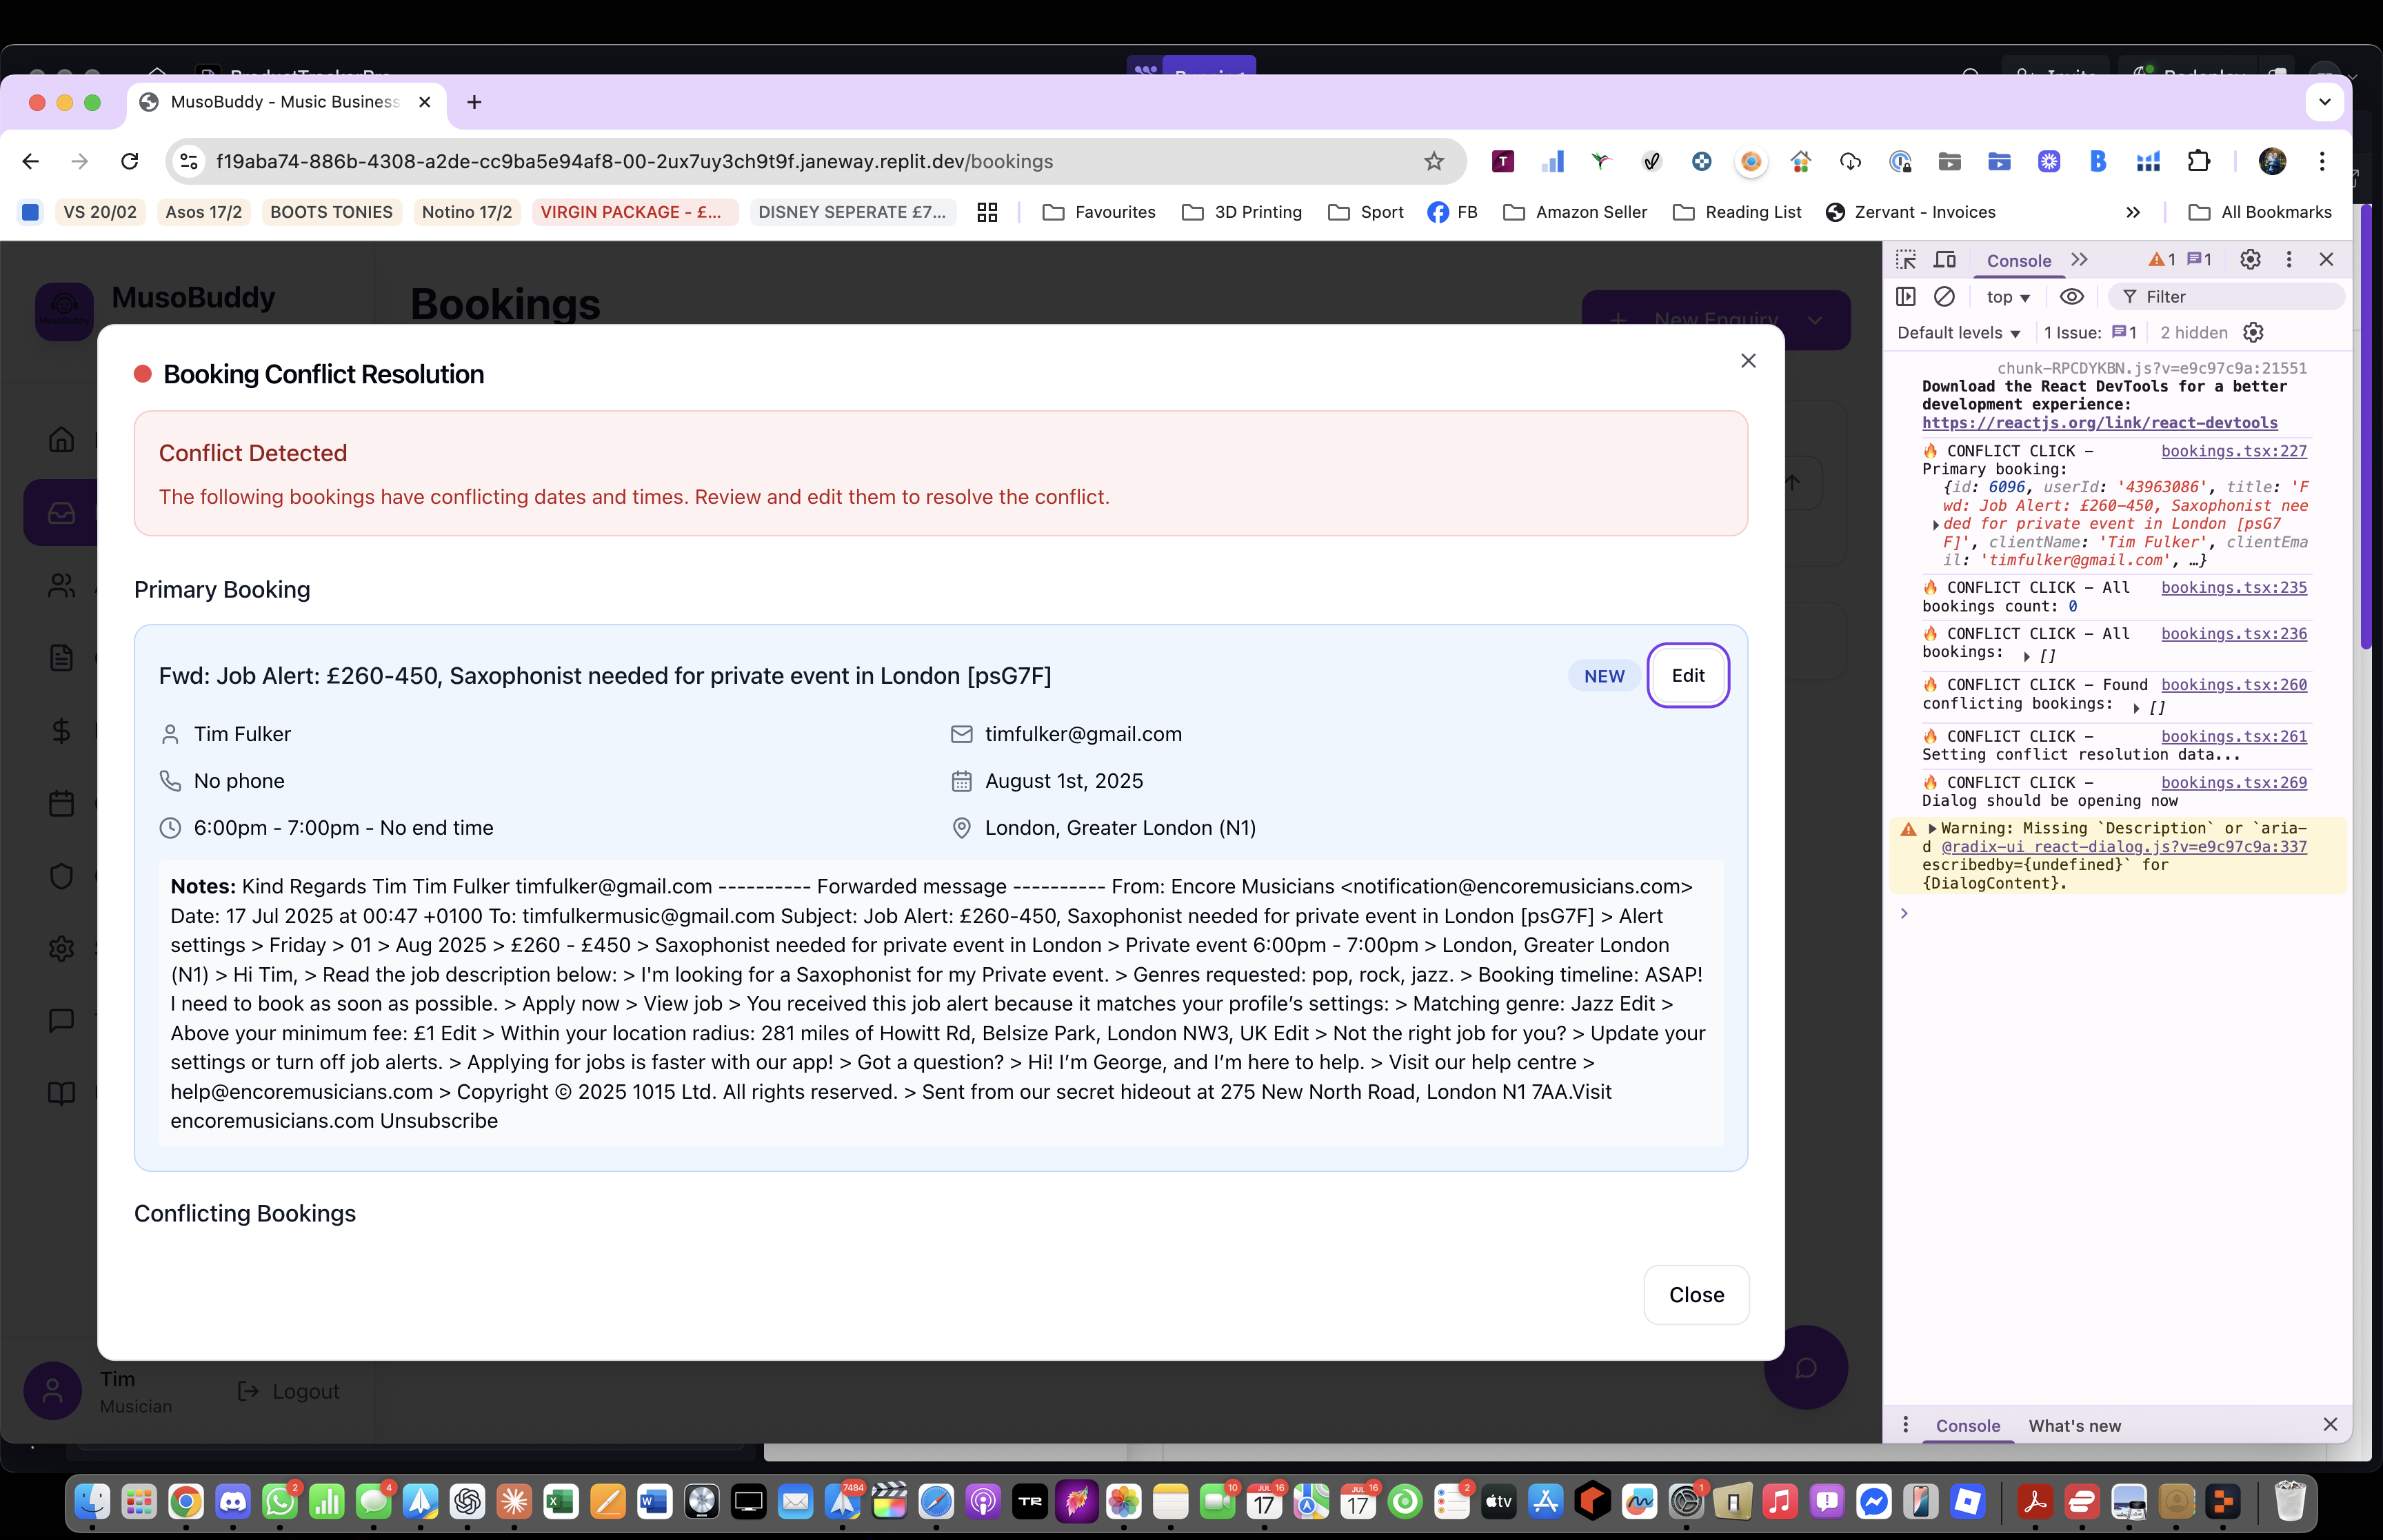 MusoBuddy - Music Business
f19aba74-886b-4308-a2de-cc9ba5e94af8-00-2ux7uy3ch9t9f.janeway.replit.dev/bookings
VS 20/02
Asos 17/2
BOOTS TONIES
Notino 17/2
VIRGIN PACKAGE - £...
DISNEY SEPERATE £7...
Favourites
3D Printing
Sport
FB
Amazon Seller
Reading List
Zervant - Invoices
All Bookmarks
MusoBuddy
Bookings
New Enquiry
Booking Conflict Resolution
Conflict Detected
The following bookings have conflicting dates and times. Review and edit them to resolve the conflict.
Primary Booking
Fwd: Job Alert: £260-450, Saxophonist needed for private event in London [psG7F]
NEW
Edit
Tim Fulker
timfulker@gmail.com
No phone
August 1st, 2025
6:00pm - 7:00pm - No end time
London, Greater London (N1)
Notes: Kind Regards Tim Tim Fulker timfulker@gmail.com ---------- Forwarded message ---------- From: Encore Musicians <notification@encoremusicians.com>
Date: 17 Jul 2025 at 00:47 +0100 To: timfulkermusic@gmail.com Subject: Job Alert: £260-450, Saxophonist needed for private event in London [psG7F] > Alert
settings > Friday > 01 > Aug 2025 > £260 - £450 > Saxophonist needed for private event in London > Private event 6:00pm - 7:00pm > London, Greater London
(N1) > Hi Tim, > Read the job description below: > I'm looking for a Saxophonist for my Private event. > Genres requested: pop, rock, jazz. > Booking timeline: ASAP!
I need to book as soon as possible. > Apply now > View job > You received this job alert because it matches your profile's settings: > Matching genre: Jazz Edit >
Above your minimum fee: £1 Edit > Within your location radius: 281 miles of Howitt Rd, Belsize Park, London NW3, UK Edit > Not the right job for you? > Update your
settings or turn off job alerts. > Applying for jobs is faster with our app! > Got a question? > Hi! I'm George, and I'm here to help. > Visit our help centre >
help@encoremusicians.com > Copyright © 2025 1015 Ltd. All rights reserved. > Sent from our secret hideout at 275 New North Road, London N1 7AA.Visit
encoremusicians.com Unsubscribe
Conflicting Bookings
Close
Tim
Musician
Logout
Console
1
1
top
Filter
Default levels
1 Issue: 1
2 hidden
chunk-RPCDYKBN.js?v=e9c97c9a:21551
Download the React DevTools for a better
development experience:
https://reactjs.org/link/react-devtools
🔥 CONFLICT CLICK - bookings.tsx:227
Primary booking:
{id: 6096, userId: '43963086', title: 'F
wd: Job Alert: £260-450, Saxophonist nee
ded for private event in London [psG7
F]', clientName: 'Tim Fulker', clientEma
il: 'timfulker@gmail.com', …}
🔥 CONFLICT CLICK - All bookings.tsx:235
bookings count: 0
🔥 CONFLICT CLICK - All bookings.tsx:236
bookings: []
🔥 CONFLICT CLICK - Found bookings.tsx:260
conflicting bookings: []
🔥 CONFLICT CLICK - bookings.tsx:261
Setting conflict resolution data...
🔥 CONFLICT CLICK - bookings.tsx:269
Dialog should be opening now
Warning: Missing `Description` or `aria-
d @radix-ui react-dialog.js?v=e9c97c9a:337
escribedby={undefined}` for
{DialogContent}.
Console
What's new